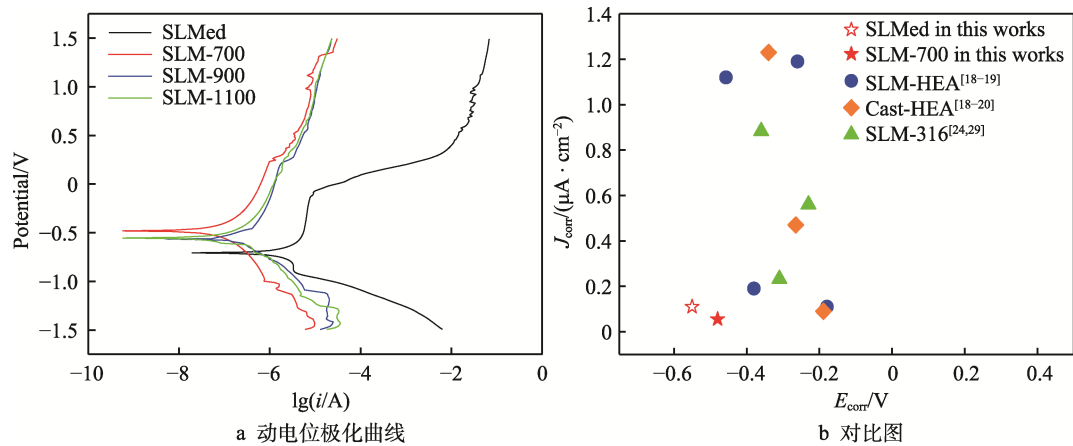 SLMed
SLM-700
SLM-900
SLM-1100
Potential/V
1.5
1.0
0.5
0
−0.5
−1.0
−1.5
−10
−8
−6
−4
−2
0
lg(i/A)
a 动电位极化曲线
SLMed in this works
SLM-700 in this works
SLM-HEA[18−19]
Cast-HEA[18−20]
SLM-316[24,29]
Jcorr/(μA · cm−2)
1.4
1.2
1.0
0.8
0.6
0.4
0.2
0
−0.6
−0.4
−0.2
0
0.2
0.4
Ecorr/V
b 对比图